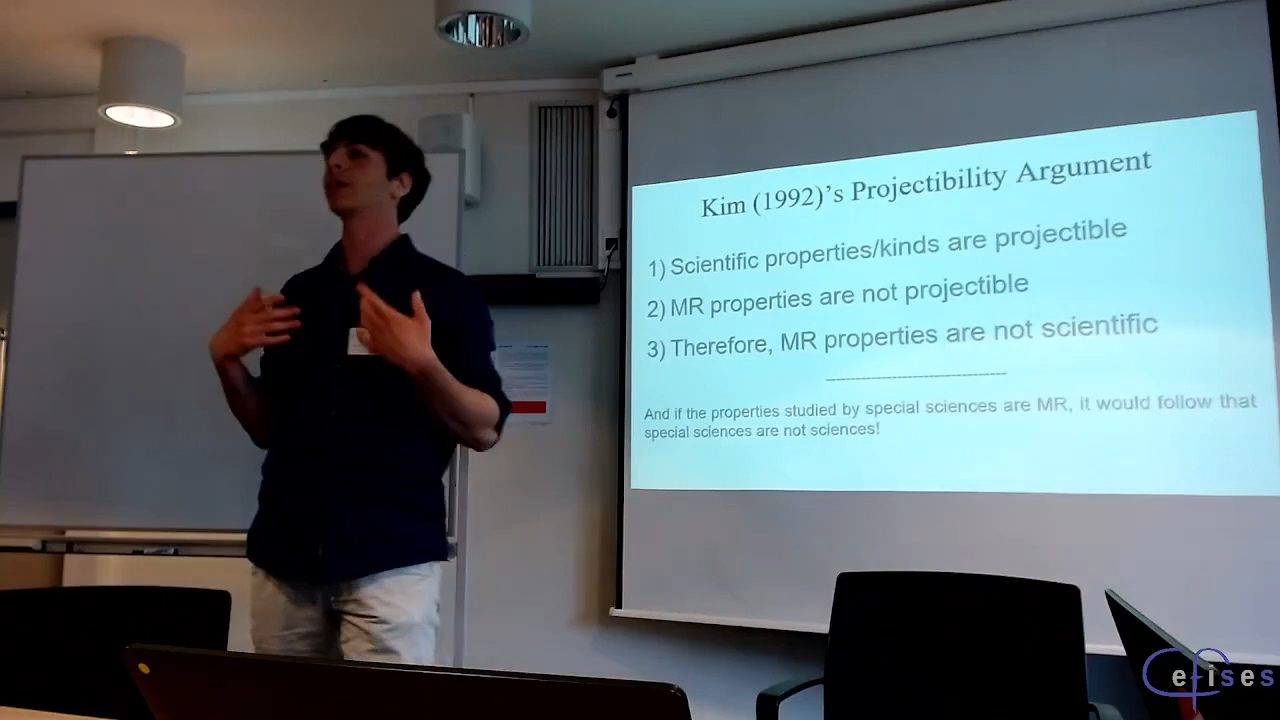 Kim (1992)'s Projectibility Argument
1) Scientific properties/kinds are projectible
2) MR properties are not projectible
3) Therefore, MR properties are not scientific
And if the properties studied by special sciences are MR, it would follow that
special sciences are not sciences!
Cefises